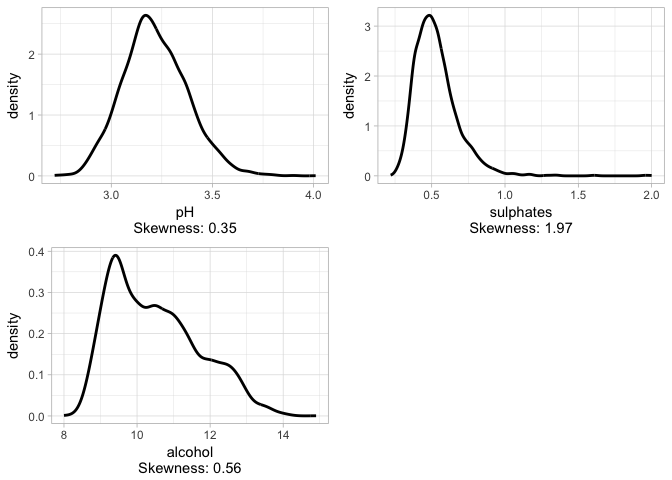 density
2
1
0
3.0 3.5 4.0
pH
Skewness: 0.35
density
3
2
1
0
0.5 1.0 1.5 2.0
sulphates
Skewness: 1.97
density
0.4
0.3
0.2
0.1
0.0
8 10 12 14
alcohol
Skewness: 0.56